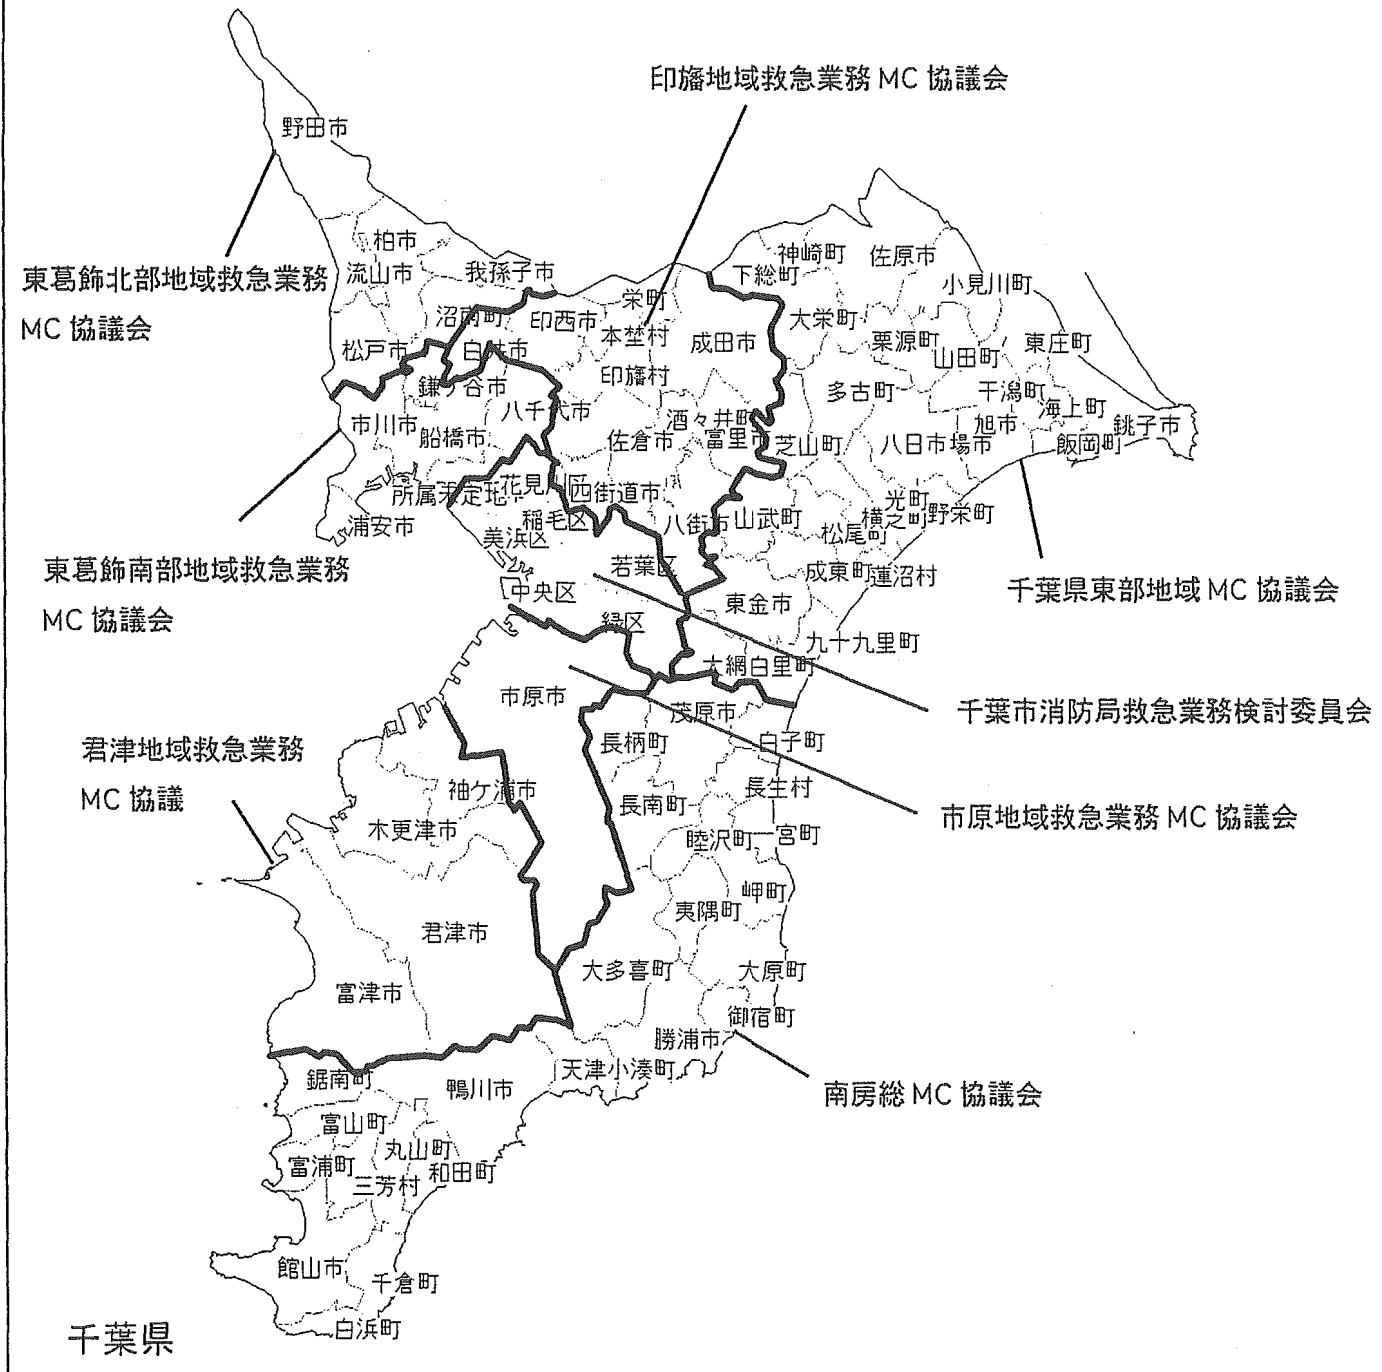 印旛地域救急業務 MC 協議会
野田市
柏市
流山市
我孫子市
東葛飾北部地域救急業務
MC 協議会
沼南町
松戸市
白井市
鎌ヶ谷市
印西市
栄町
本埜村
印旛村
成田市
下総町
神崎町
佐原市
小見川町
大栄町
栗源町
山田町
東庄町
多古町
干潟町
海上町
旭市
銚子市
飯岡町
八日市場市
芝山町
市川市
船橋市
八千代市
佐倉市
酒々井町
富里市
花見川区
四街道市
稲毛区
美浜区
浦安市
八街市
山武町
光町
横芝町
野栄町
松尾町
若葉区
成東町
蓮沼村
東葛飾南部地域救急業務
MC 協議会
千葉県東部地域 MC 協議会
中央区
緑区
東金市
九十九里町
大網白里町
市原市
茂原市
千葉市消防局救急業務検討委員会
君津地域救急業務
MC 協議
長柄町
白子町
袖ケ浦市
長南町
長生村
木更津市
睦沢町
一宮町
市原地域救急業務 MC 協議会
君津市
夷隅町
岬町
富津市
大多喜町
大原町
御宿町
勝浦市
天津小湊町
南房総 MC 協議会
鋸南町
鴨川市
富山町
丸山町
富浦町
三芳村
和田町
館山市
千倉町
白浜町
千葉県